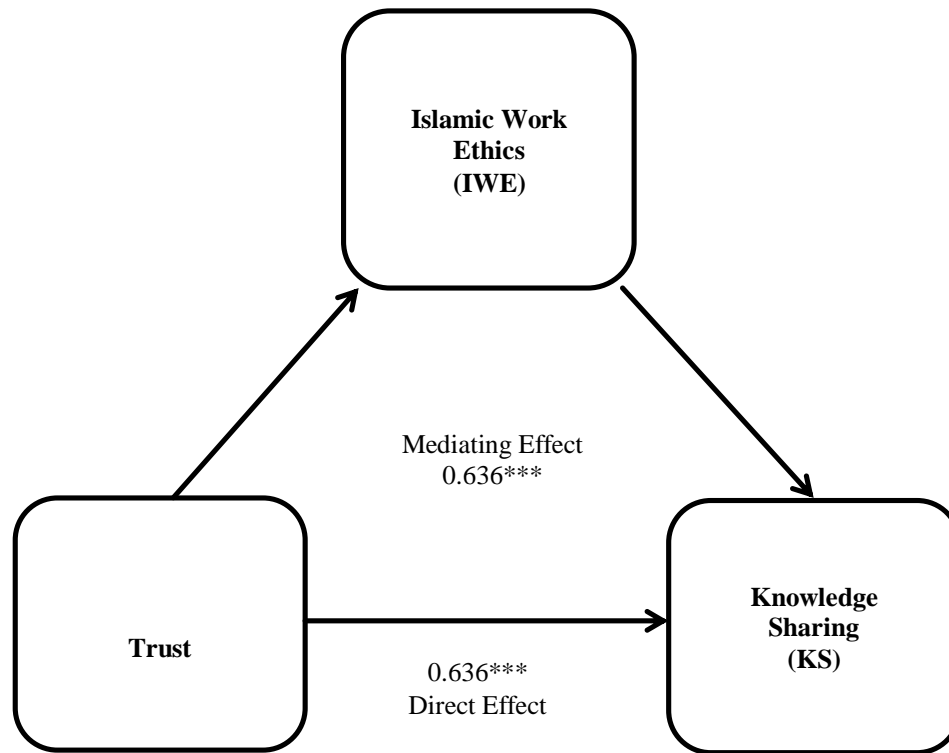 Islamic Work
Ethics
(IWE)
Mediating Effect
0.636***
Trust
Knowledge
Sharing
(KS)
0.636***
Direct Effect